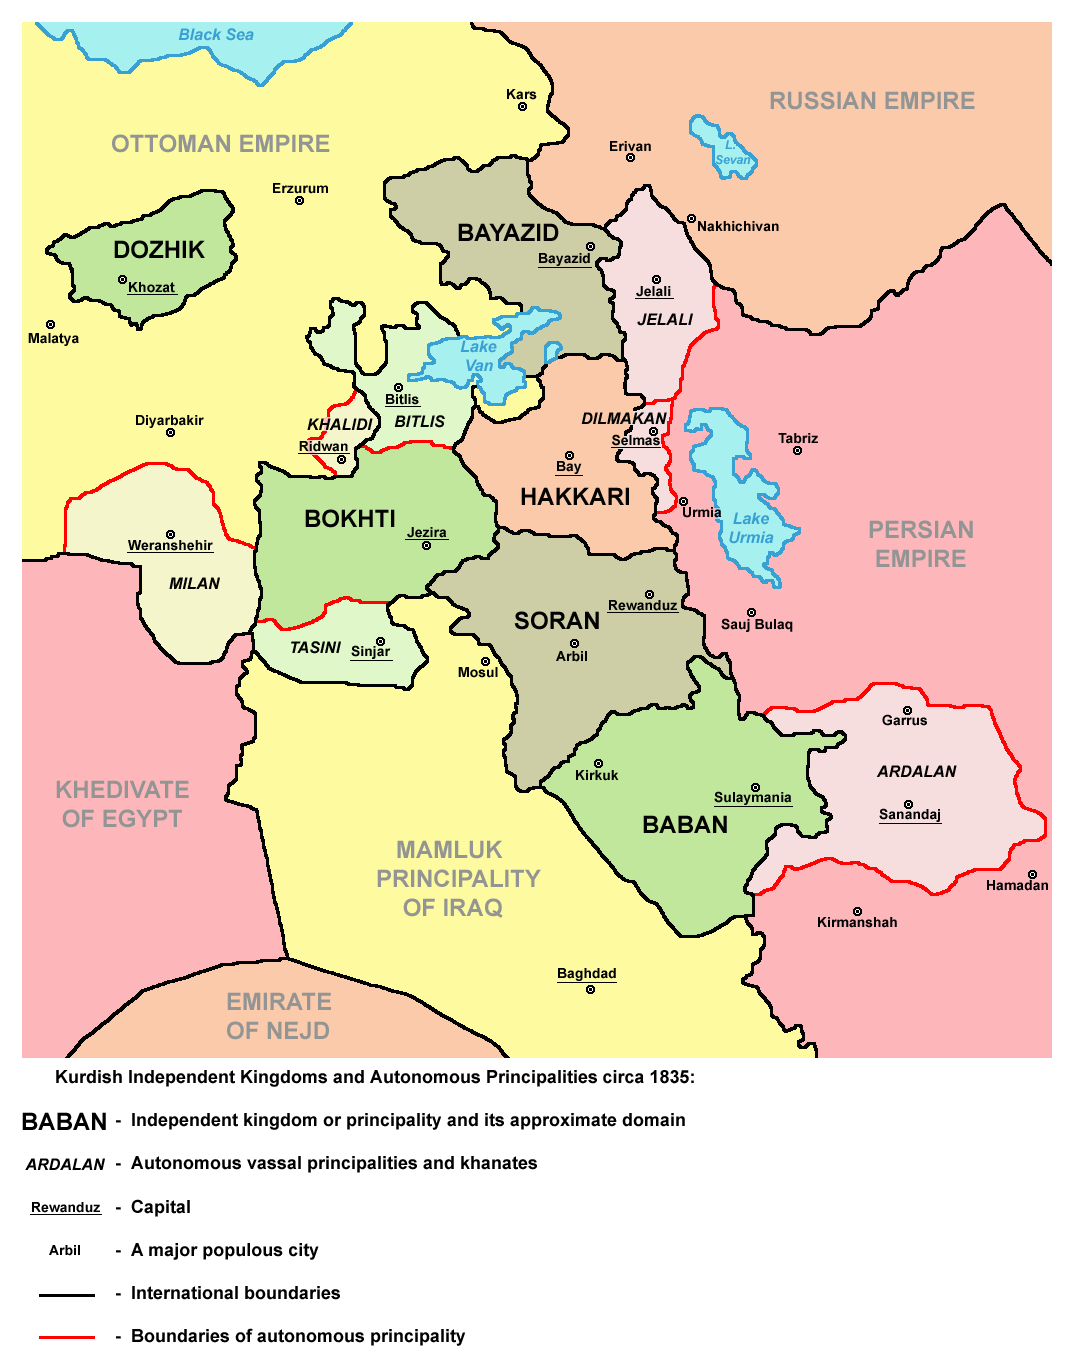 Black Sea
Kars
RUSSIAN EMPIRE
OTTOMAN EMPIRE
Erivan
L.
Sevan
Erzurum
Nakhichivan
BAYAZID
DOZHIK
Bayazid
Khozat
Jelali
JELALI
Malatya
Lake
Van
Bitlis
BITLIS
Diyarbakir
KHALIDI
Ridwan
DILMAKAN
Selmas
Tabriz
Bay
HAKKARI
Urmia
Lake
Urmia
BOKHTI
Jezira
PERSIAN
EMPIRE
Weranshehir
MILAN
Rewanduz
SORAN
Arbil
Sauj Bulaq
TASINI
Sinjar
Mosul
Garrus
ARDALAN
Sanandaj
Kirkuk
Sulaymania
BABAN
KHEDIVATE
OF EGYPT
MAMLUK
PRINCIPALITY
OF IRAQ
Hamadan
Kirmanshah
Baghdad
EMIRATE
OF NEJD
Kurdish Independent Kingdoms and Autonomous Principalities circa 1835:
BABAN - Independent kingdom or principality and its approximate domain
ARDALAN - Autonomous vassal principalities and khanates
Rewanduz - Capital
Arbil - A major populous city
- International boundaries
- Boundaries of autonomous principality